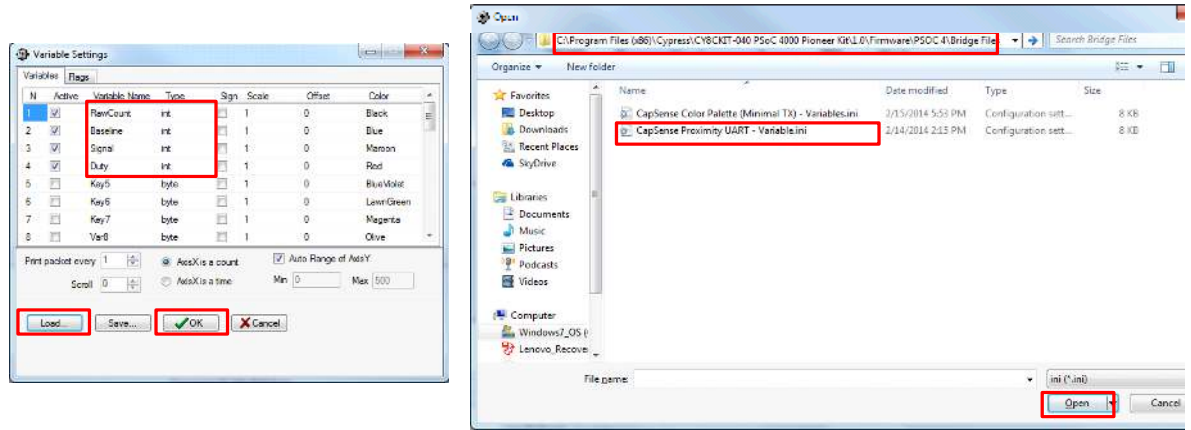 Variable Settings
Variables Flags
N Active Variable Name Type Sign Scale Offset Color
1 RawCount int 1 0 Black
2 Baseline int 1 0 Blue
3 Signal int 1 0 Maroon
4 Duty int 1 0 Red
5 Key5 byte 1 0 BlueViolet
6 Key6 byte 1 0 LawnGreen
7 Key7 byte 1 0 Magenta
8 Var8 byte 1 0 Olive
Print packet every 1 AxisX is a count Auto Range of AxisY
Scroll 0 AxisX is a time Min 0 Max 500
Load... Save... OK Cancel
Open
C:\Program Files (x86)\Cypress\CY8CKIT-040 PSoC 4000 Pioneer Kit\1.0\Firmware\PSOC 4\Bridge Files Search Bridge Files
Organize New folder
Name Date modified Type Size
Favorites
Desktop
Downloads
Recent Places
SkyDrive
Libraries
Documents
Music
Pictures
Podcasts
Videos
Computer
Windows7_OS (
Lenovo_Recove
CapSense Color Palette (Minimal TX) - Variables.ini 2/15/2014 5:53 PM Configuration sett... 8 KB
CapSense Proximity UART - Variable.ini 2/14/2014 2:15 PM Configuration sett... 8 KB
File name: ini (*.ini)
Open Cancel